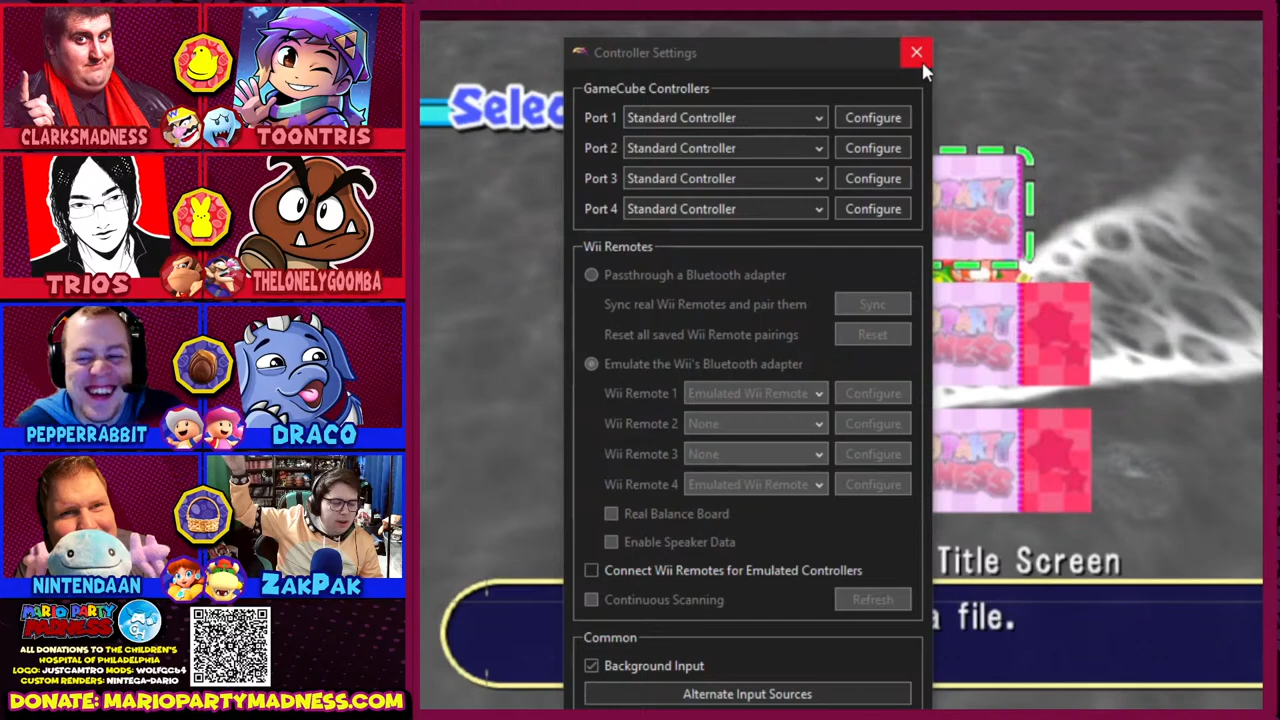 CLARKSMADNESS
TOONTRIS
TRIOS
THELONELYGOOMBA
PEPPERRABBIT
DRACO
NINTENDAAN
ZAKPAK
MARIO PARTY
MADNESS
ALL DONATIONS TO THE CHILDREN'S
HOSPITAL OF PHILADELPHIA
LOGO: JUSTCAMTRO MODS: WOLFGCB4
CUSTOM RENDERS: NINTEGA-DARIO
DONATE: MARIOPARTYMADNESS.COM
Selec
Controller Settings
GameCube Controllers
Port 1 Standard Controller Configure
Port 2 Standard Controller Configure
Port 3 Standard Controller Configure
Port 4 Standard Controller Configure
Wii Remotes
Passthrough a Bluetooth adapter
Sync real Wii Remotes and pair them Sync
Reset all saved Wii Remote pairings Reset
Emulate the Wii's Bluetooth adapter
Wii Remote 1 Emulated Wii Remote Configure
Wii Remote 2 None Configure
Wii Remote 3 None Configure
Wii Remote 4 Emulated Wii Remote Configure
Real Balance Board
Enable Speaker Data
Connect Wii Remotes for Emulated Controllers
Continuous Scanning Refresh
Common
Background Input
Alternate Input Sources
Title Screen
a file.